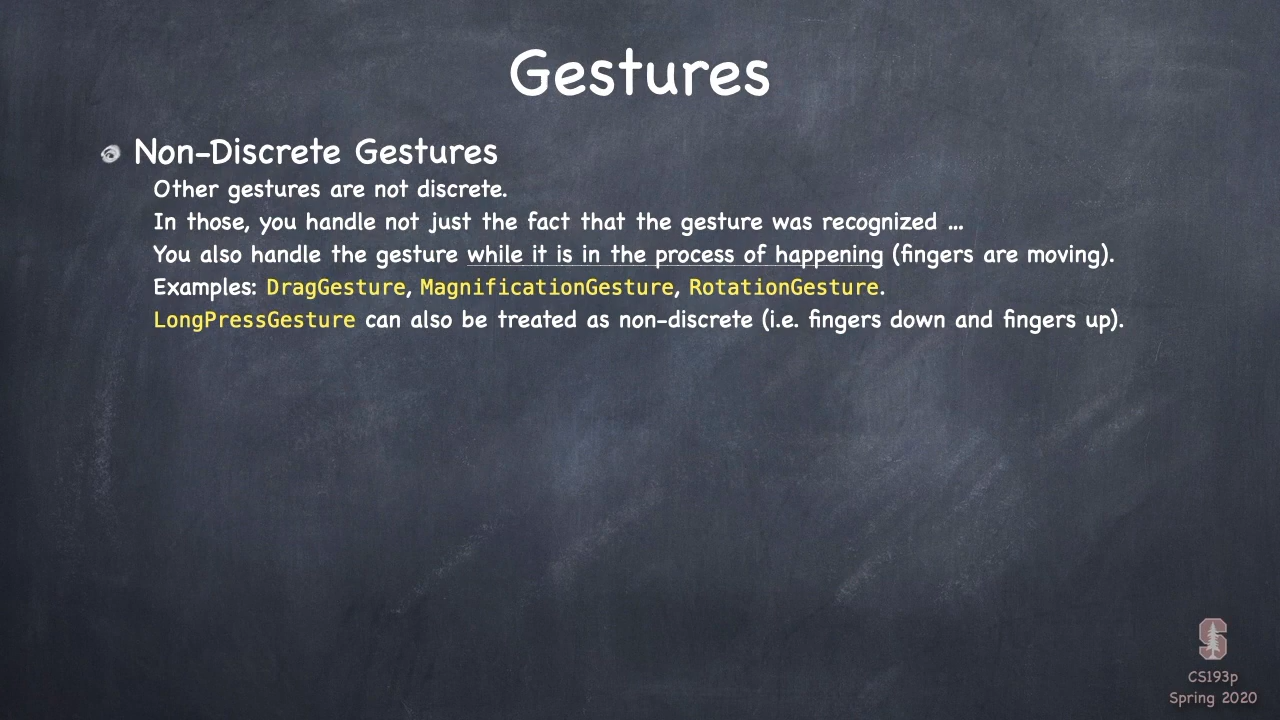 Gestures
Non-Discrete Gestures
Other gestures are not discrete.
In those, you handle not just the fact that the gesture was recognized ...
You also handle the gesture while it is in the process of happening (fingers are moving).
Examples: DragGesture, MagnificationGesture, RotationGesture.
LongPressGesture can also be treated as non-discrete (i.e. fingers down and fingers up).
S
CS193p
Spring 2020